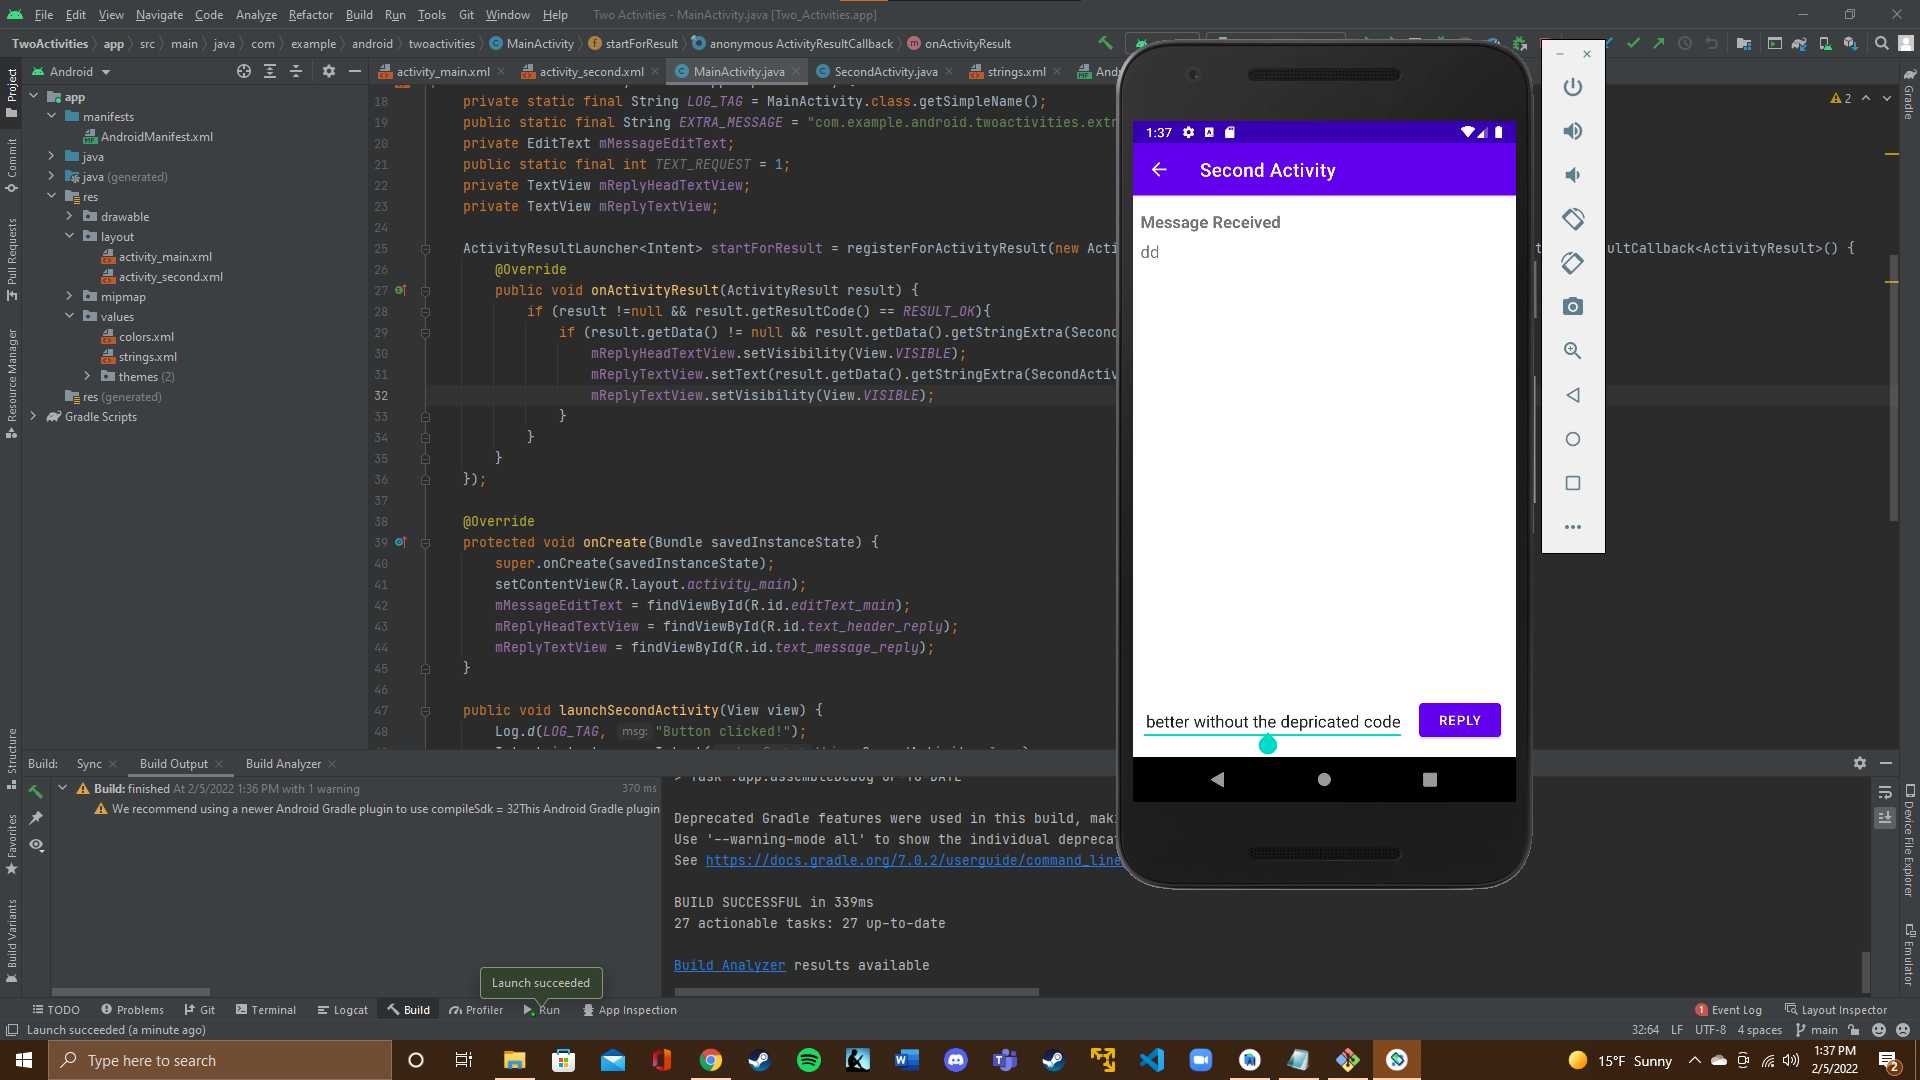 File Edit View Navigate Code Analyze Refactor Build Run Tools Git Window Help Two Activities - MainActivity.java [Two_Activities.app]
TwoActivities app src main java com example android twoactivities MainActivity startForResult anonymous ActivityResultCallback onActivityResult
Android activity_main.xml activity_second.xml MainActivity.java SecondActivity.java strings.xml
Project
Commit
Pull Requests
Resource Manager
Structure
Favorites
Build Variants
app
manifests
AndroidManifest.xml
java
java (generated)
res
drawable
layout
activity_main.xml
activity_second.xml
mipmap
values
colors.xml
strings.xml
themes (2)
res (generated)
Gradle Scripts
18 private static final String LOG_TAG = MainActivity.class.getSimpleName();
19 public static final String EXTRA_MESSAGE = "com.example.android.twoactivities.extr
20 private EditText mMessageEditText;
21 public static final int TEXT_REQUEST = 1;
22 private TextView mReplyHeadTextView;
23 private TextView mReplyTextView;
24
25 ActivityResultLauncher<Intent> startForResult = registerForActivityResult(new Acti
ultCallback<ActivityResult>() {
26 @Override
27 public void onActivityResult(ActivityResult result) {
28 if (result !=null && result.getResultCode() == RESULT_OK){
29 if (result.getData() != null && result.getData().getStringExtra(Second
30 mReplyHeadTextView.setVisibility(View.VISIBLE);
31 mReplyTextView.setText(result.getData().getStringExtra(SecondActiv
32 mReplyTextView.setVisibility(View.VISIBLE);
33 }
34 }
35 }
36 });
37
38 @Override
39 protected void onCreate(Bundle savedInstanceState) {
40 super.onCreate(savedInstanceState);
41 setContentView(R.layout.activity_main);
42 mMessageEditText = findViewById(R.id.editText_main);
43 mReplyHeadTextView = findViewById(R.id.text_header_reply);
44 mReplyTextView = findViewById(R.id.text_message_reply);
45 }
46
47 public void launchSecondActivity(View view) {
48 Log.d(LOG_TAG, msg: "Button clicked!");
2
1:37
Second Activity
Message Received
dd
better without the depricated code
REPLY
Gradle
Device File Explorer
Emulator
Build: Sync Build Output Build Analyzer
Build: finished At 2/5/2022 1:36 PM with 1 warning 370 ms
We recommend using a newer Android Gradle plugin to use compileSdk = 32This Android Gradle plugin
> Task :app:assembleDebug UP-TO-DATE
Deprecated Gradle features were used in this build, maki
Use '--warning-mode all' to show the individual deprecat
See https://docs.gradle.org/7.0.2/userguide/command_line
BUILD SUCCESSFUL in 339ms
27 actionable tasks: 27 up-to-date
Build Analyzer results available
Launch succeeded
TODO Problems Git Terminal Logcat Build Profiler Run App Inspection 1 Event Log Layout Inspector
Launch succeeded (a minute ago) 32:64 LF UTF-8 4 spaces main
Type here to search
15°F Sunny
1:37 PM
2/5/2022
2